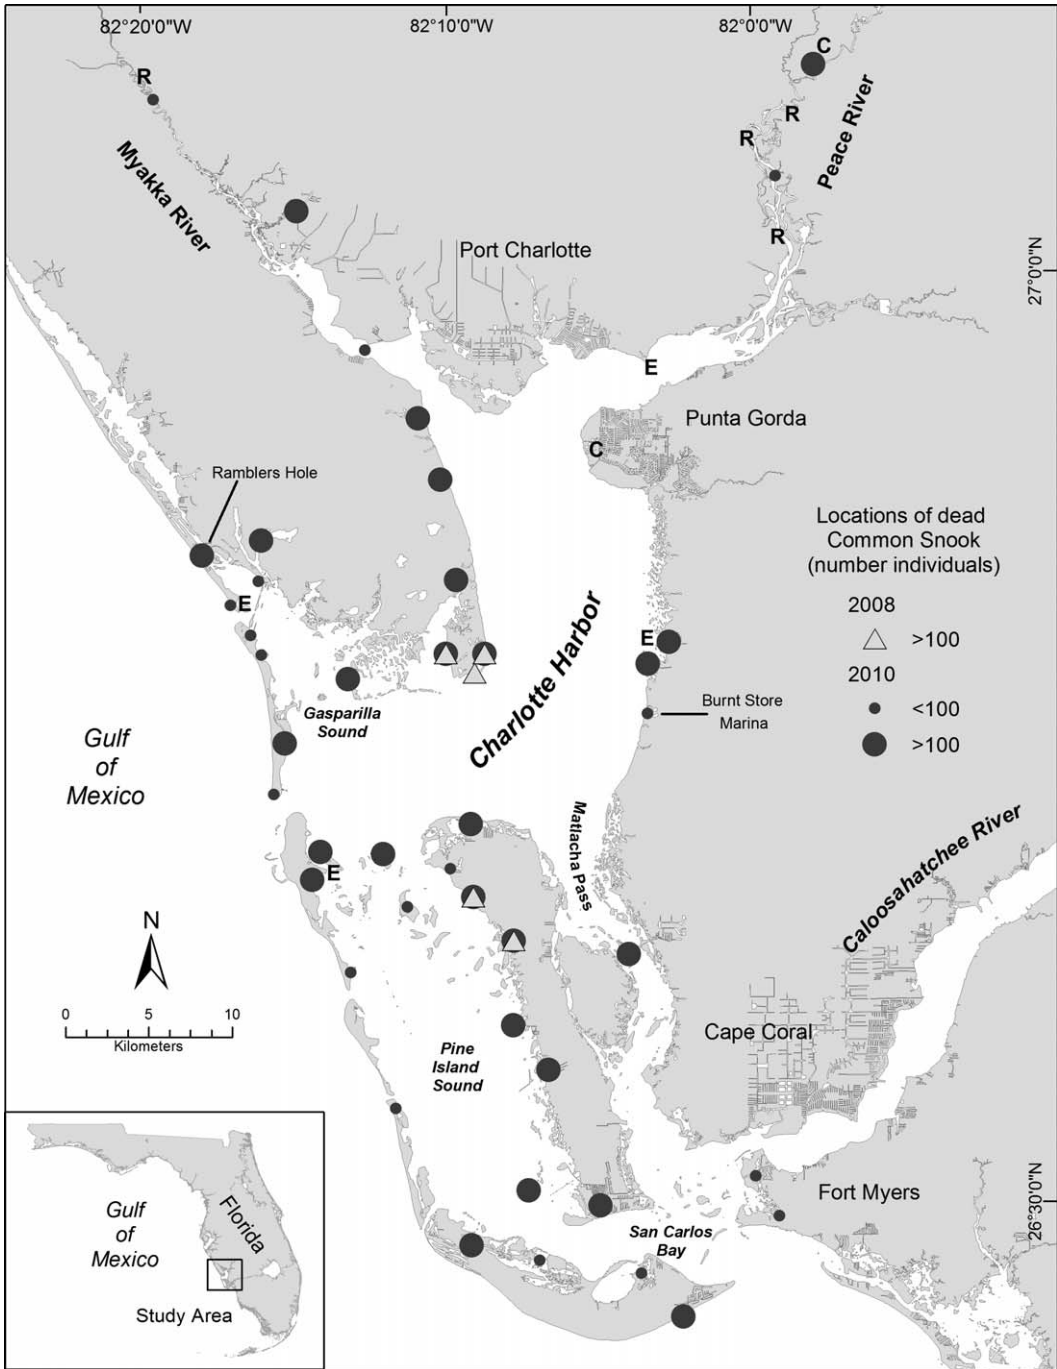 82°20'0"W
82°10'0"W
82°0'0"W
C
R
R
R
Peace River
Myakka River
R
Port Charlotte
27°0'0"N
E
Punta Gorda
C
Ramblers Hole
Locations of dead
Common Snook
(number individuals)
2008
>100
2010
<100
>100
E
E
Burnt Store
Marina
Charlotte Harbor
Gasparilla
Sound
Gulf
of
Mexico
Matlacha Pass
Caloosahatchee River
E
N
0 5 10
Kilometers
Cape Coral
Pine
Island
Sound
Fort Myers
26°30'0"N
San Carlos
Bay
Gulf
of
Mexico
Florida
Study Area